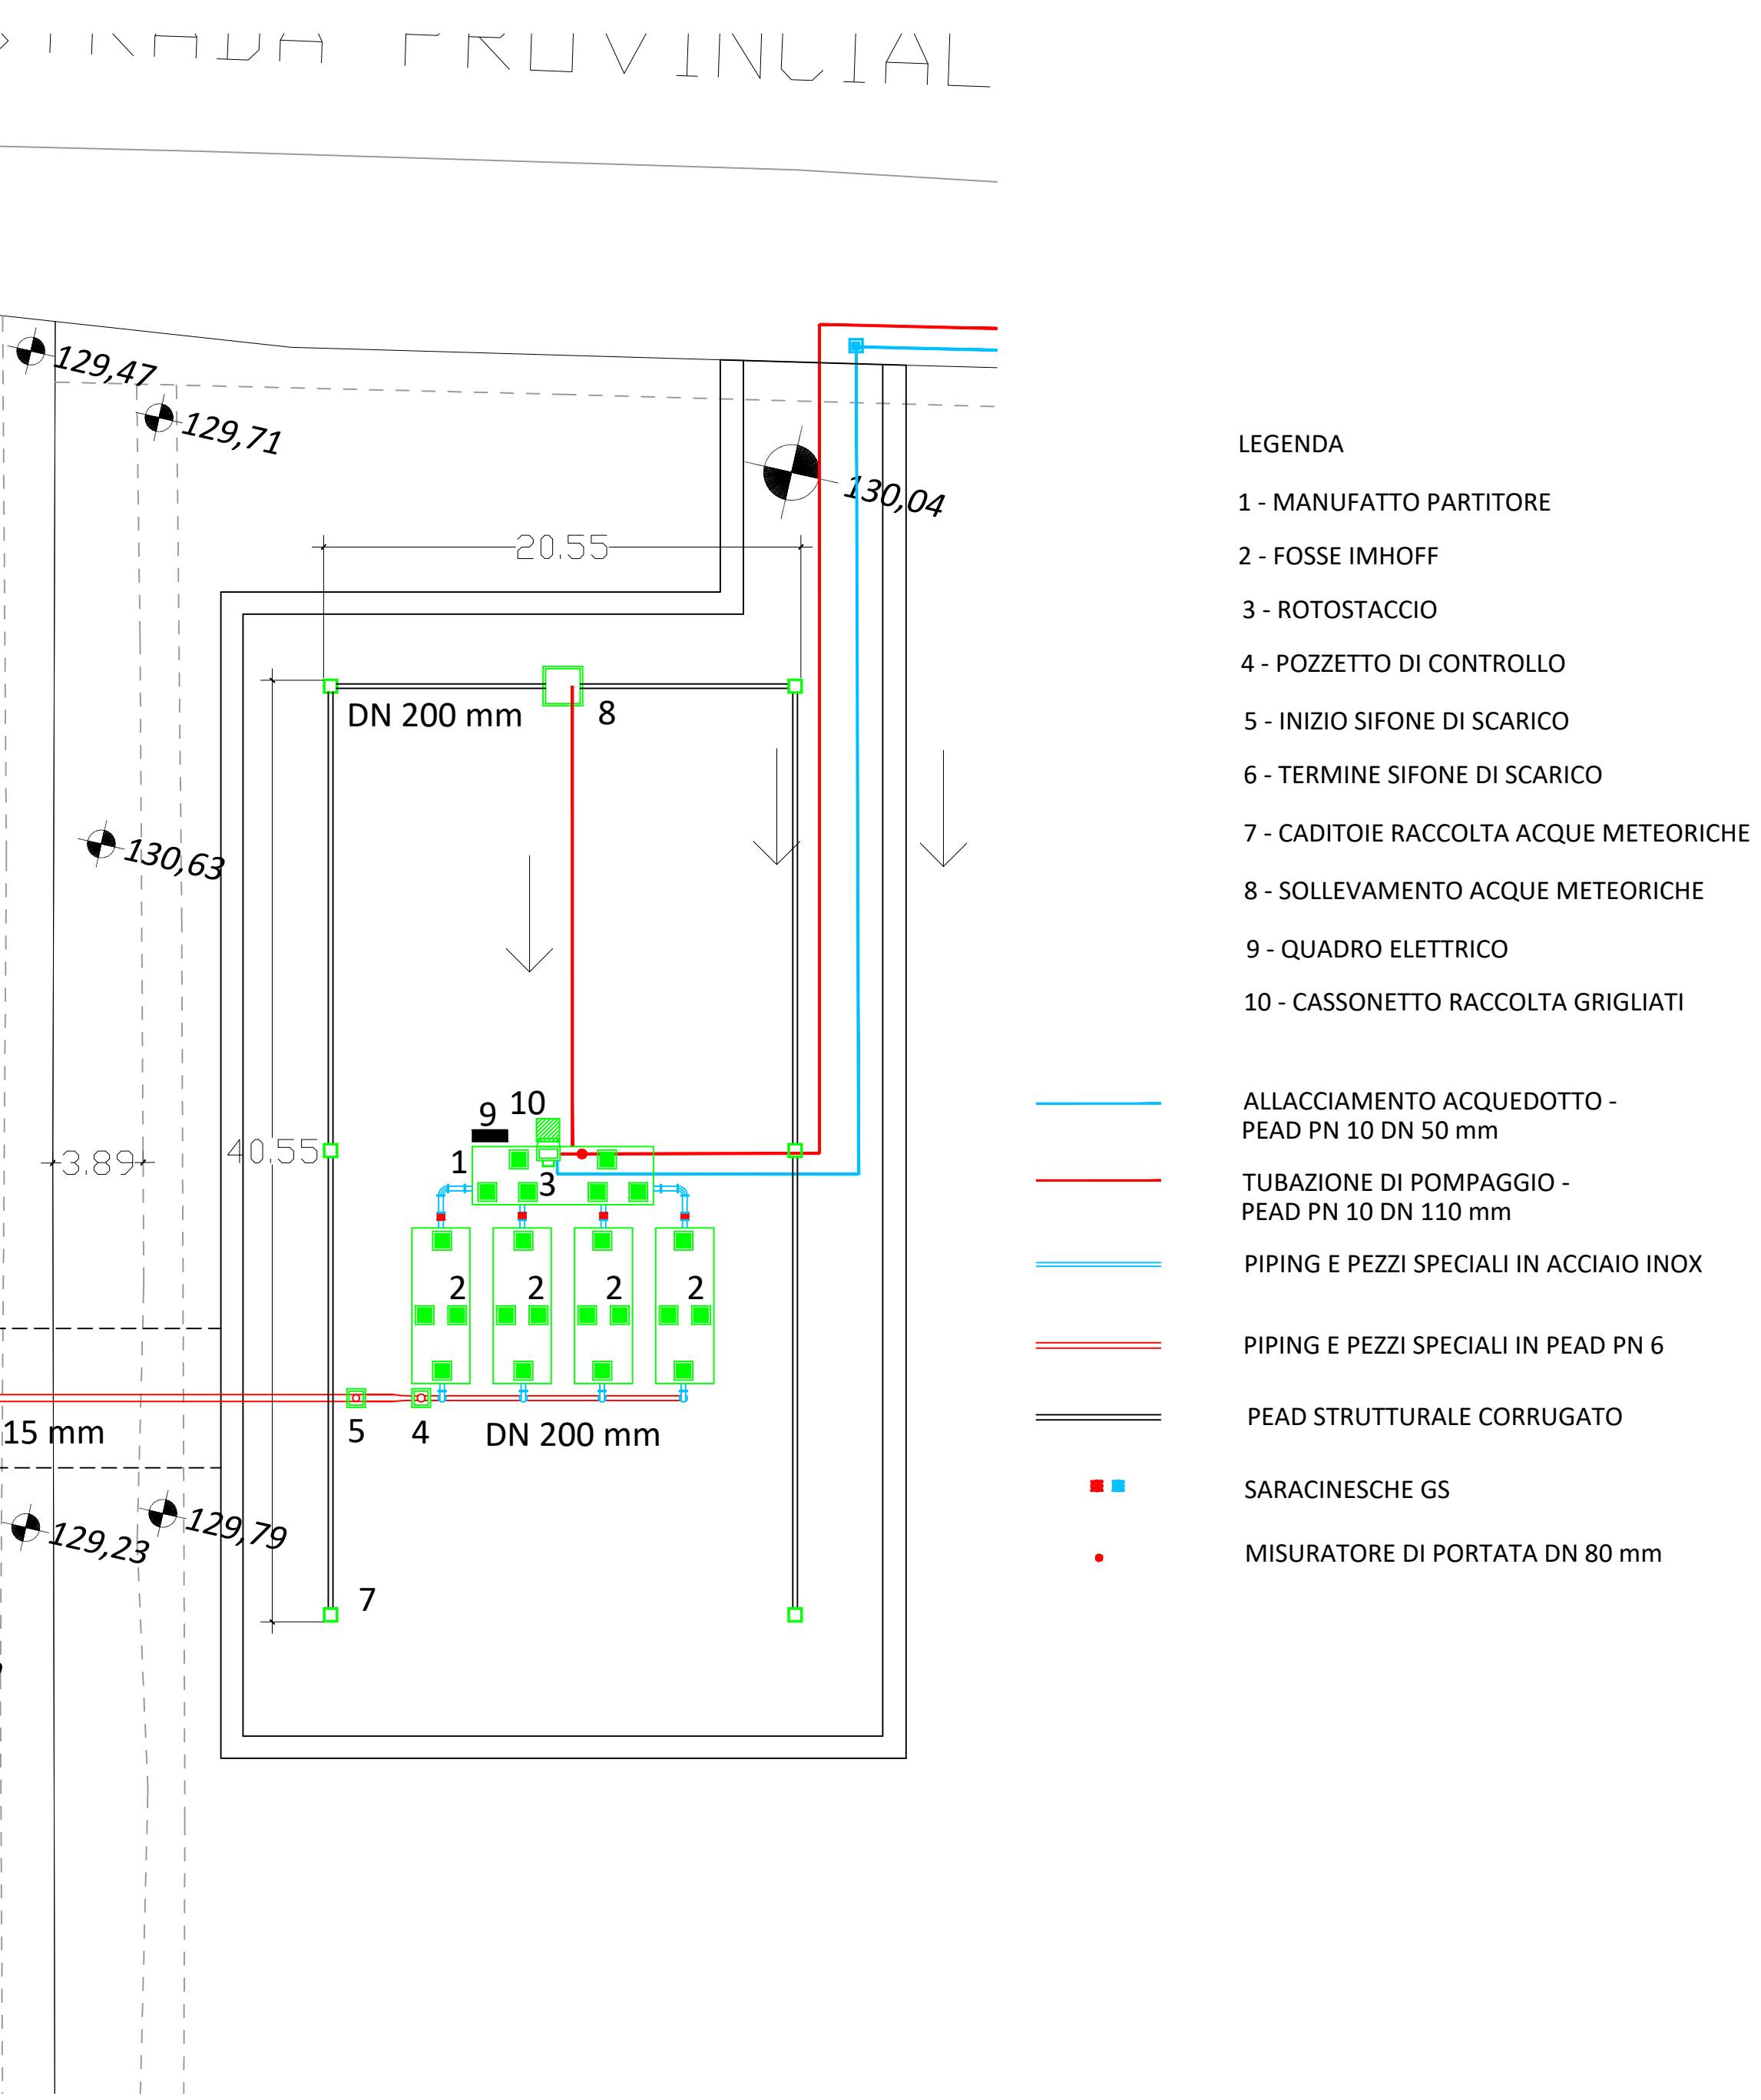 STRADA PROVINCIAL
129,47
129,71
130,04
20.55
DN 200 mm
8
130,63
10
9
1
3
3.89
40.55
2
2
2
2
15 mm
5
4
DN 200 mm
129,79
129,23
7
LEGENDA
1 - MANUFATTO PARTITORE
2 - FOSSE IMHOFF
3 - ROTOSTACCIO
4 - POZZETTO DI CONTROLLO
5 - INIZIO SIFONE DI SCARICO
6 - TERMINE SIFONE DI SCARICO
7 - CADITOIE RACCOLTA ACQUE METEORICHE
8 - SOLLEVAMENTO ACQUE METEORICHE
9 - QUADRO ELETTRICO
10 - CASSONETTO RACCOLTA GRIGLIATI
ALLACCIAMENTO ACQUEDOTTO -
PEAD PN 10 DN 50 mm
TUBAZIONE DI POMPAGGIO -
PEAD PN 10 DN 110 mm
PIPING E PEZZI SPECIALI IN ACCIAIO INOX
PIPING E PEZZI SPECIALI IN PEAD PN 6
PEAD STRUTTURALE CORRUGATO
SARACINESCHE GS
MISURATORE DI PORTATA DN 80 mm